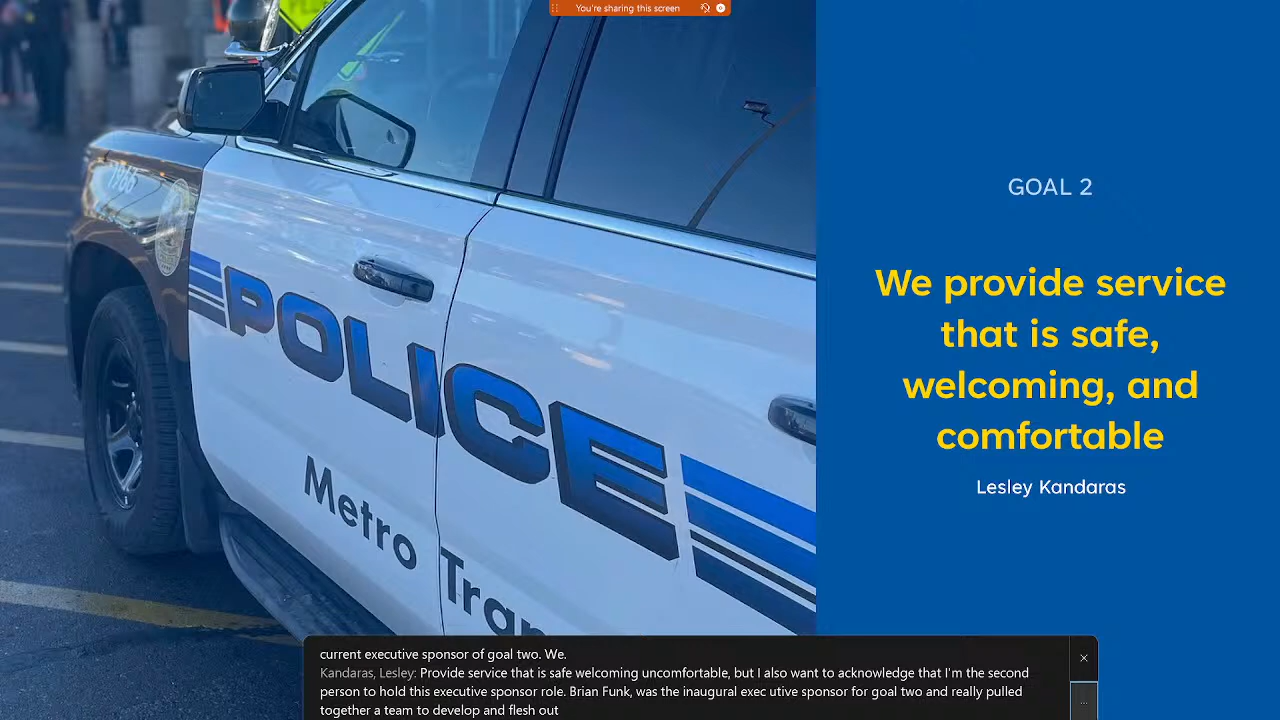 You're sharing this screen
1966
POLICE
Metro Tran
GOAL 2
We provide service
that is safe,
welcoming, and
comfortable
Lesley Kandaras
current executive sponsor of goal two. We.
Kandaras, Lesley: Provide service that is safe welcoming uncomfortable, but I also want to acknowledge that I'm the second
person to hold this executive sponsor role. Brian Funk, was the inaugural exec utive sponsor for goal two and really pulled
together a team to develop and flesh out